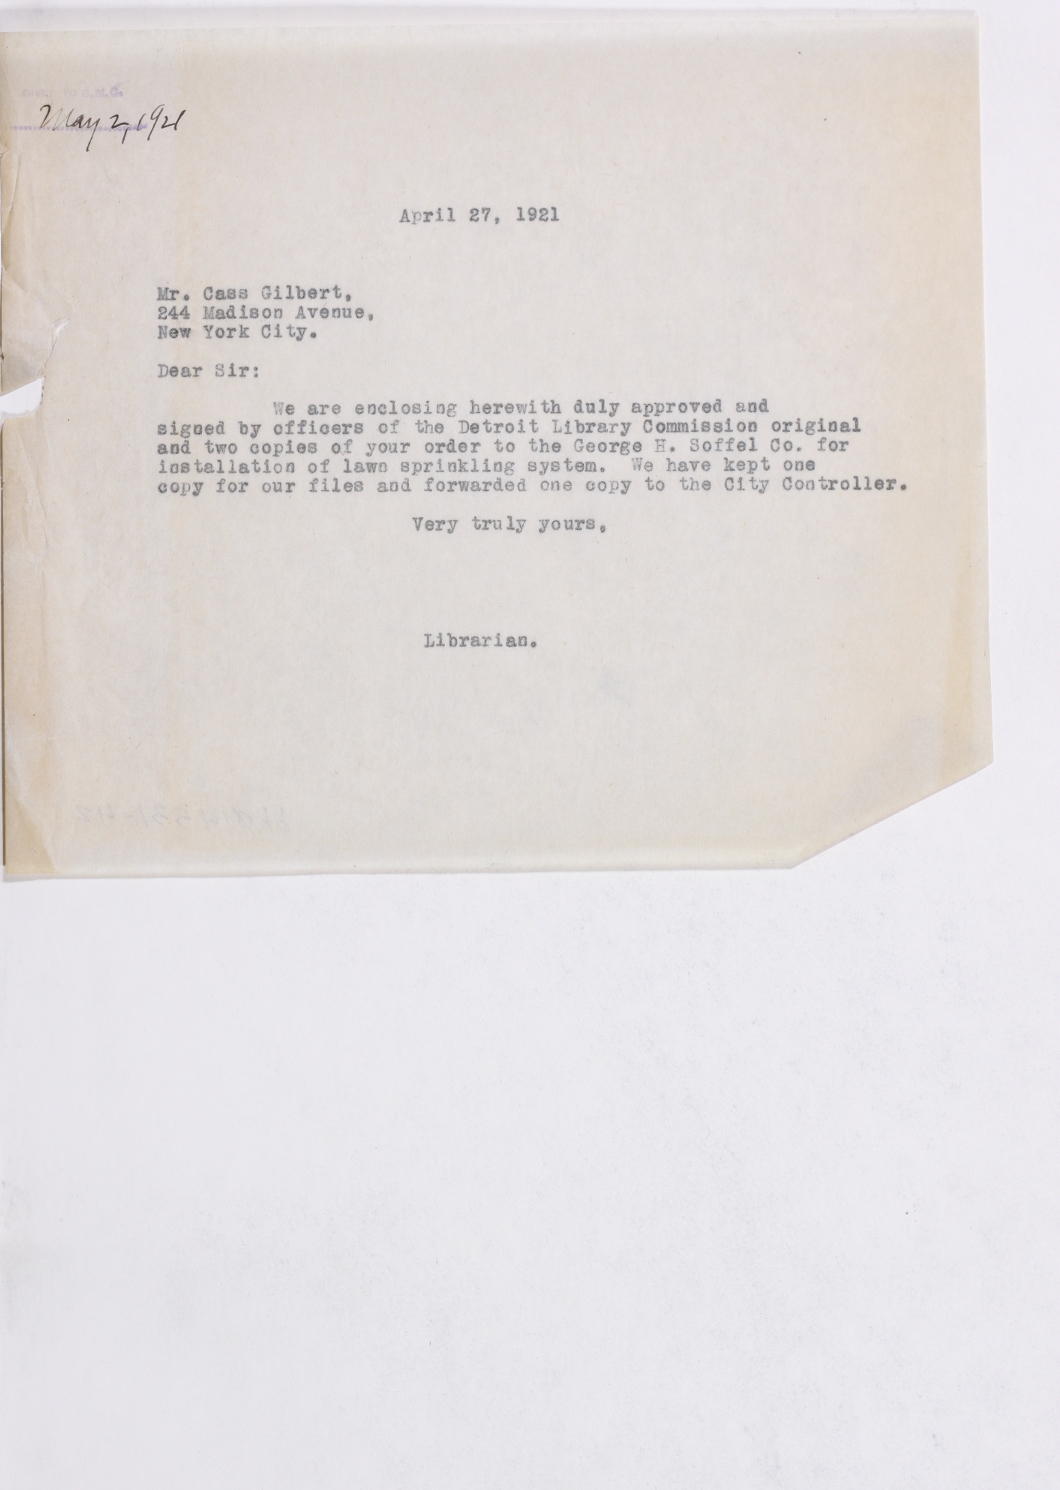 May 2, 1921
April 27, 1921
Mr. Cass Gilbert,
244 Madison Avenue,
New York City.
Dear Sir:
We are enclosing herewith duly approved and
signed by officers of the Detroit Library Commission original
and two copies of your order to the George H. Soffel Co. for
installation of lawn sprinkling system. We have kept one
copy for our files and forwarded one copy to the City Controller.
Very truly yours,
Librarian.